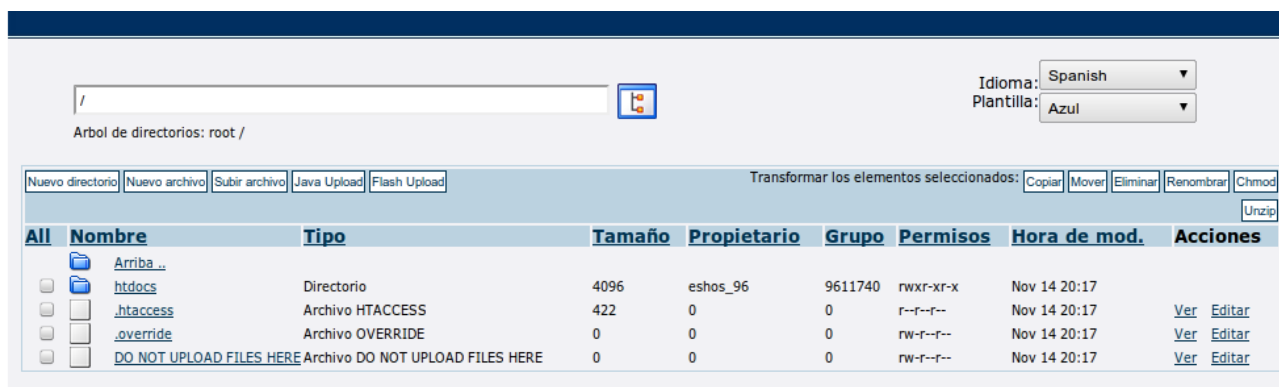 Idioma: Spanish
/
Plantilla: Azul
Arbol de directorios: root /
Nuevo directorio Nuevo archivo Subir archivo Java Upload Flash Upload Transformar los elementos seleccionados: Copiar Mover Eliminar Renombrar Chmod
Unzip
All Nombre Tipo Tamaño Propietario Grupo Permisos Hora de mod. Acciones
Arriba ..
htdocs Directorio 4096 eshos_96 9611740 rwxr-xr-x Nov 14 20:17
.htaccess Archivo HTACCESS 422 0 0 r--r--r-- Nov 14 20:17 Ver Editar
.override Archivo OVERRIDE 0 0 0 rw-r--r-- Nov 14 20:17 Ver Editar
DO NOT UPLOAD FILES HERE Archivo DO NOT UPLOAD FILES HERE 0 0 0 rw-r--r-- Nov 14 20:17 Ver Editar